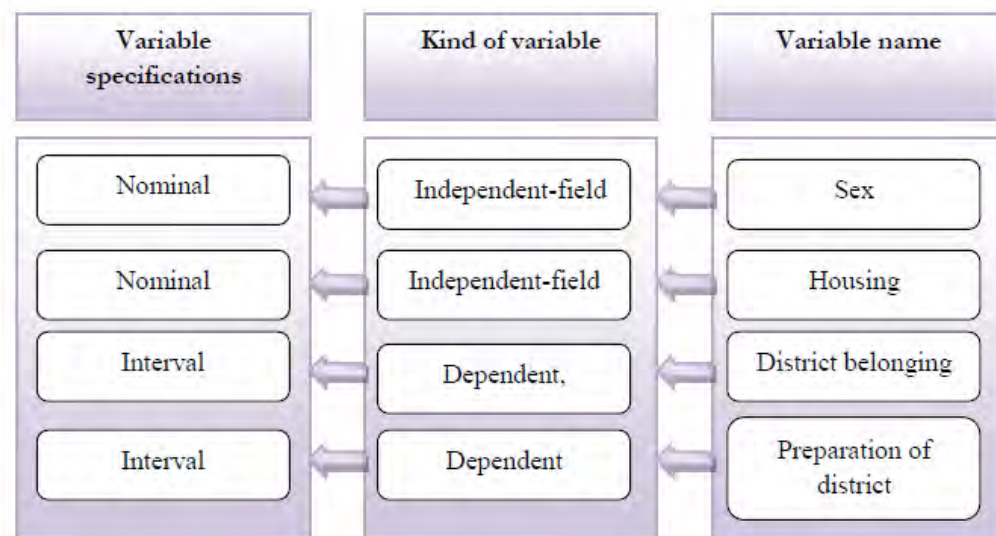 Variable
specifications
Kind of variable
Variable name
Nominal
Independent-field
Sex
Nominal
Independent-field
Housing
Interval
Dependent,
District belonging
Interval
Dependent
Preparation of
district